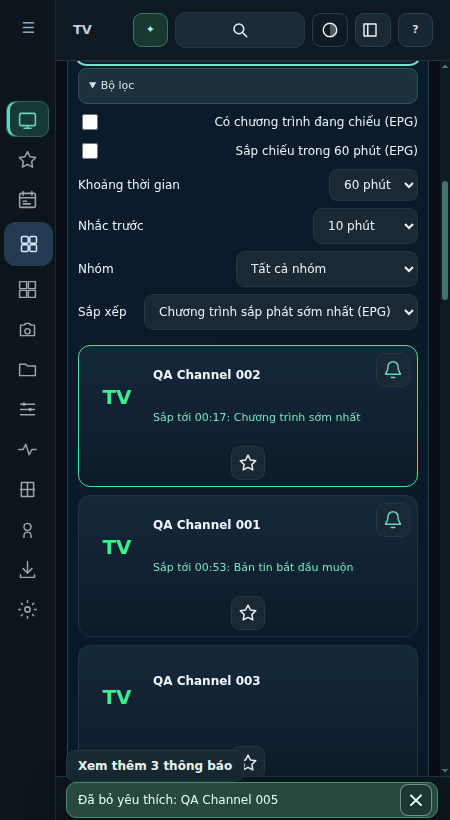 ☰
TV
✦
?
▼ Bộ lọc
Có chương trình đang chiếu (EPG)
Sắp chiếu trong 60 phút (EPG)
Khoảng thời gian
60 phút
Nhắc trước
10 phút
Nhóm
Tất cả nhóm
Sắp xếp
Chương trình sắp phát sớm nhất (EPG)
TV
QA Channel 002
Sắp tới 00:17: Chương trình sớm nhất
TV
QA Channel 001
Sắp tới 00:53: Bản tin bắt đầu muộn
TV
QA Channel 003
Xem thêm 3 thông báo
Đã bỏ yêu thích: QA Channel 005